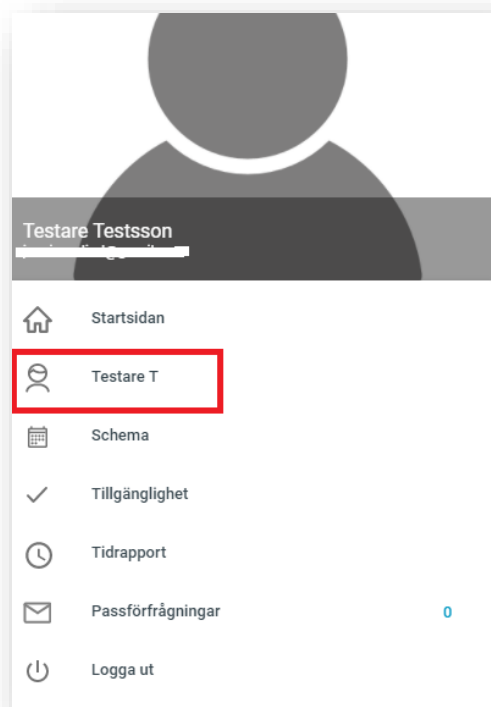 Testare Testsson
Startsidan
Testare T
Schema
Tillgänglighet
Tidrapport
Passförfrågningar 0
Logga ut